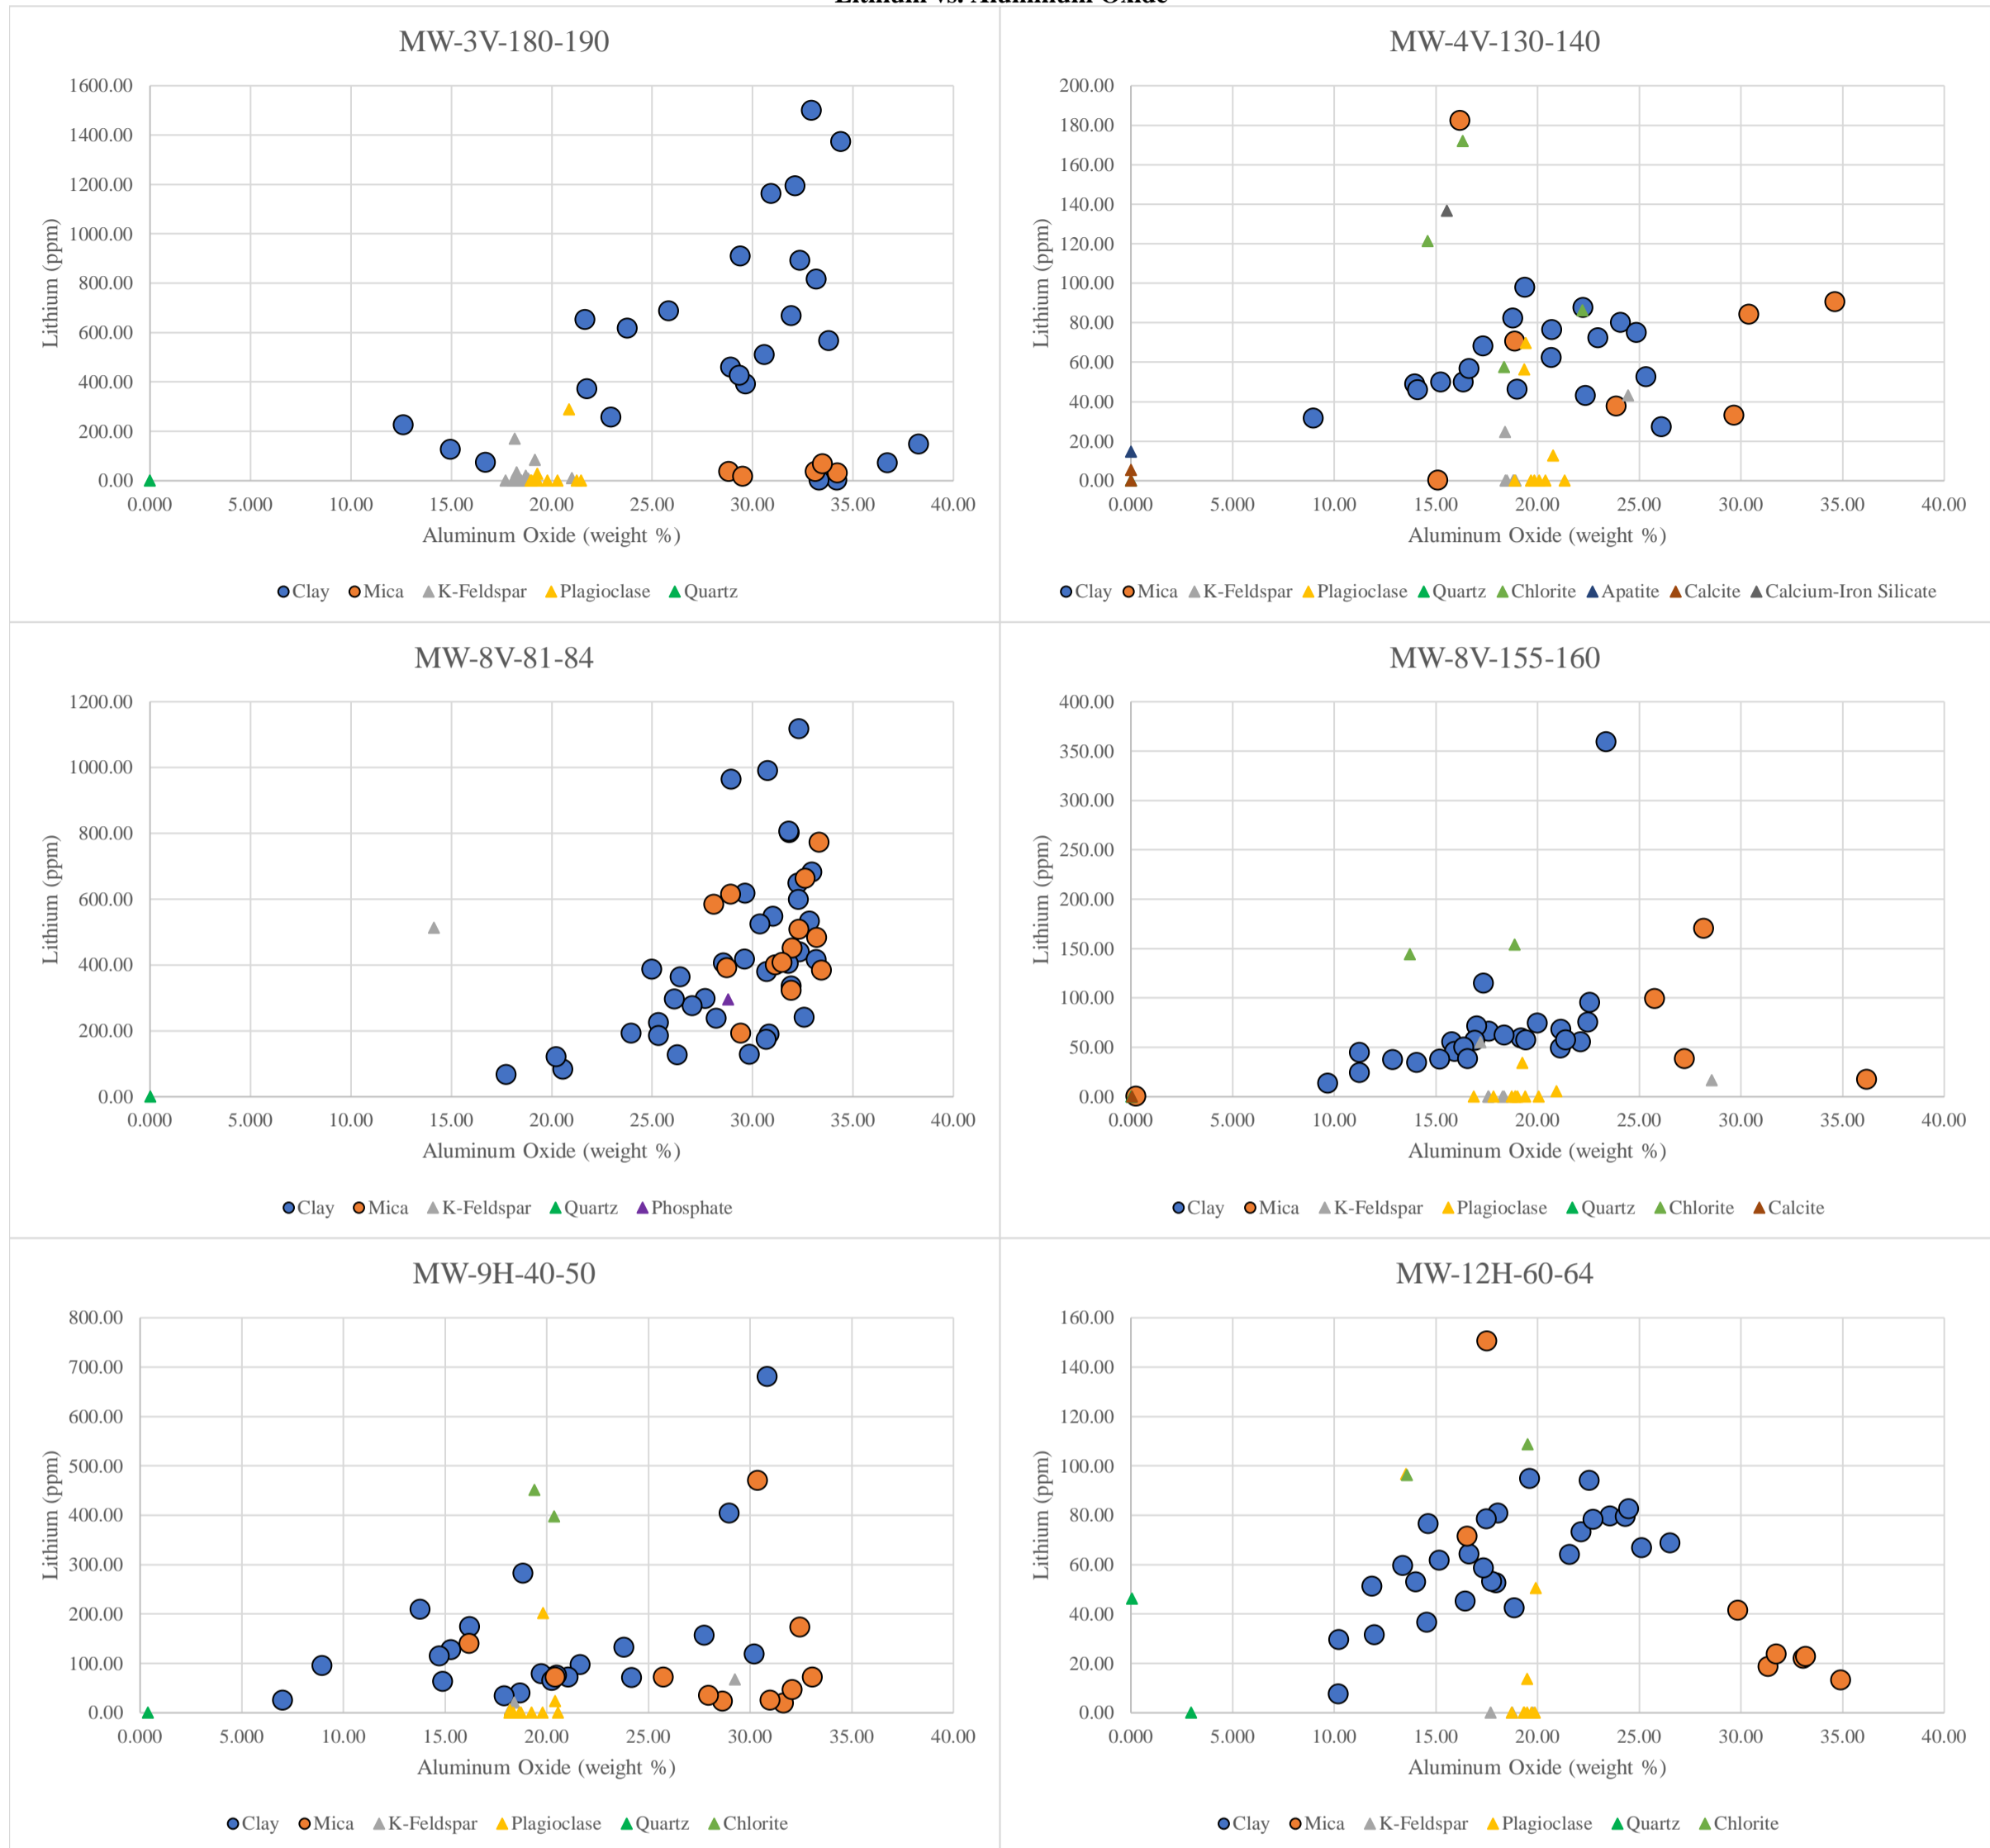 Lithium vs. Aluminum Oxide
MW-3V-180-190
1600.00
1400.00
1200.00
1000.00
800.00
600.00
400.00
200.00
0.00
Lithium (ppm)
0.000 5.000 10.00 15.00 20.00 25.00 30.00 35.00 40.00
Aluminum Oxide (weight %)
Clay Mica K-Feldspar Plagioclase Quartz
MW-4V-130-140
200.00
180.00
160.00
140.00
120.00
100.00
80.00
60.00
40.00
20.00
0.00
Lithium (ppm)
0.000 5.000 10.00 15.00 20.00 25.00 30.00 35.00 40.00
Aluminum Oxide (weight %)
Clay Mica K-Feldspar Plagioclase Quartz Chlorite Apatite Calcite Calcium-Iron Silicate
MW-8V-81-84
1200.00
1000.00
800.00
600.00
400.00
200.00
0.00
Lithium (ppm)
0.000 5.000 10.00 15.00 20.00 25.00 30.00 35.00 40.00
Aluminum Oxide (weight %)
Clay Mica K-Feldspar Quartz Phosphate
MW-8V-155-160
400.00
350.00
300.00
250.00
200.00
150.00
100.00
50.00
0.00
Lithium (ppm)
0.000 5.000 10.00 15.00 20.00 25.00 30.00 35.00 40.00
Aluminum Oxide (weight %)
Clay Mica K-Feldspar Plagioclase Quartz Chlorite Calcite
MW-9H-40-50
800.00
700.00
600.00
500.00
400.00
300.00
200.00
100.00
0.00
Lithium (ppm)
0.000 5.000 10.00 15.00 20.00 25.00 30.00 35.00 40.00
Aluminum Oxide (weight %)
Clay Mica K-Feldspar Plagioclase Quartz Chlorite
MW-12H-60-64
160.00
140.00
120.00
100.00
80.00
60.00
40.00
20.00
0.00
Lithium (ppm)
0.000 5.000 10.00 15.00 20.00 25.00 30.00 35.00 40.00
Aluminum Oxide (weight %)
Clay Mica K-Feldspar Plagioclase Quartz Chlorite